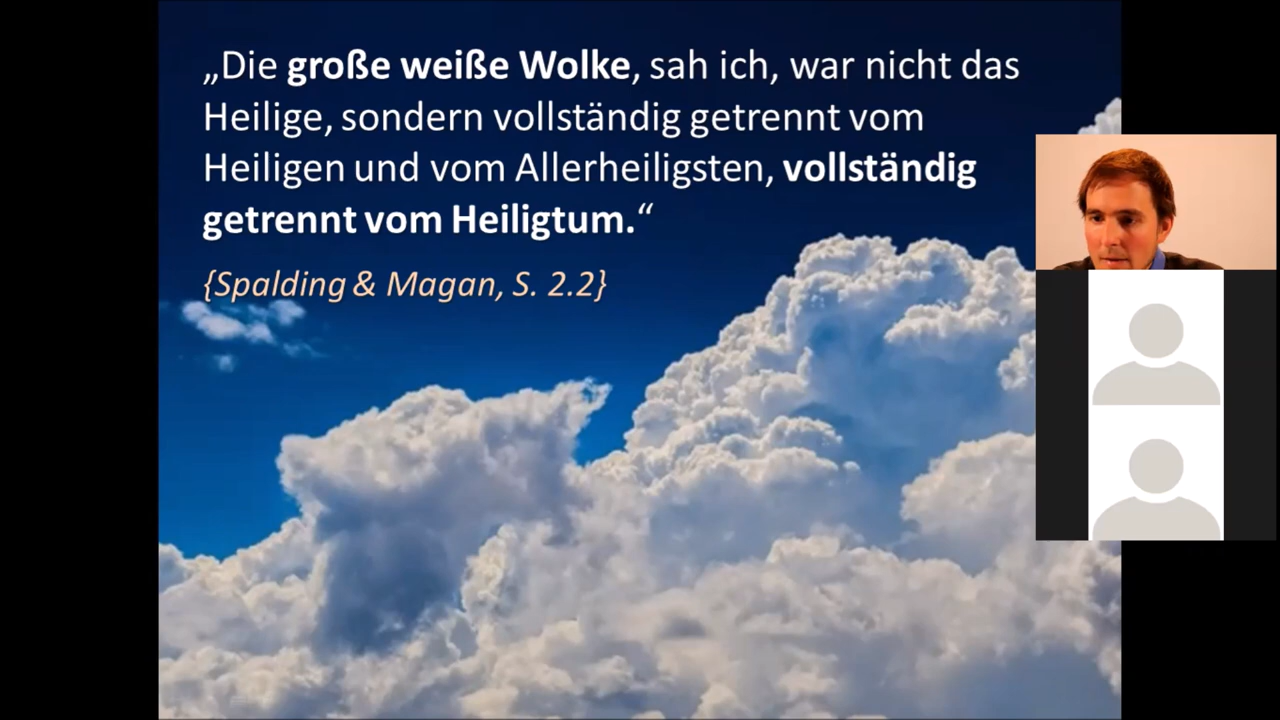 „Die große weiße Wolke, sah ich, war nicht das
Heilige, sondern vollständig getrennt vom
Heiligen und vom Allerheiligsten, vollständig
getrennt vom Heiligtum.“
{Spalding & Magan, S. 2.2}